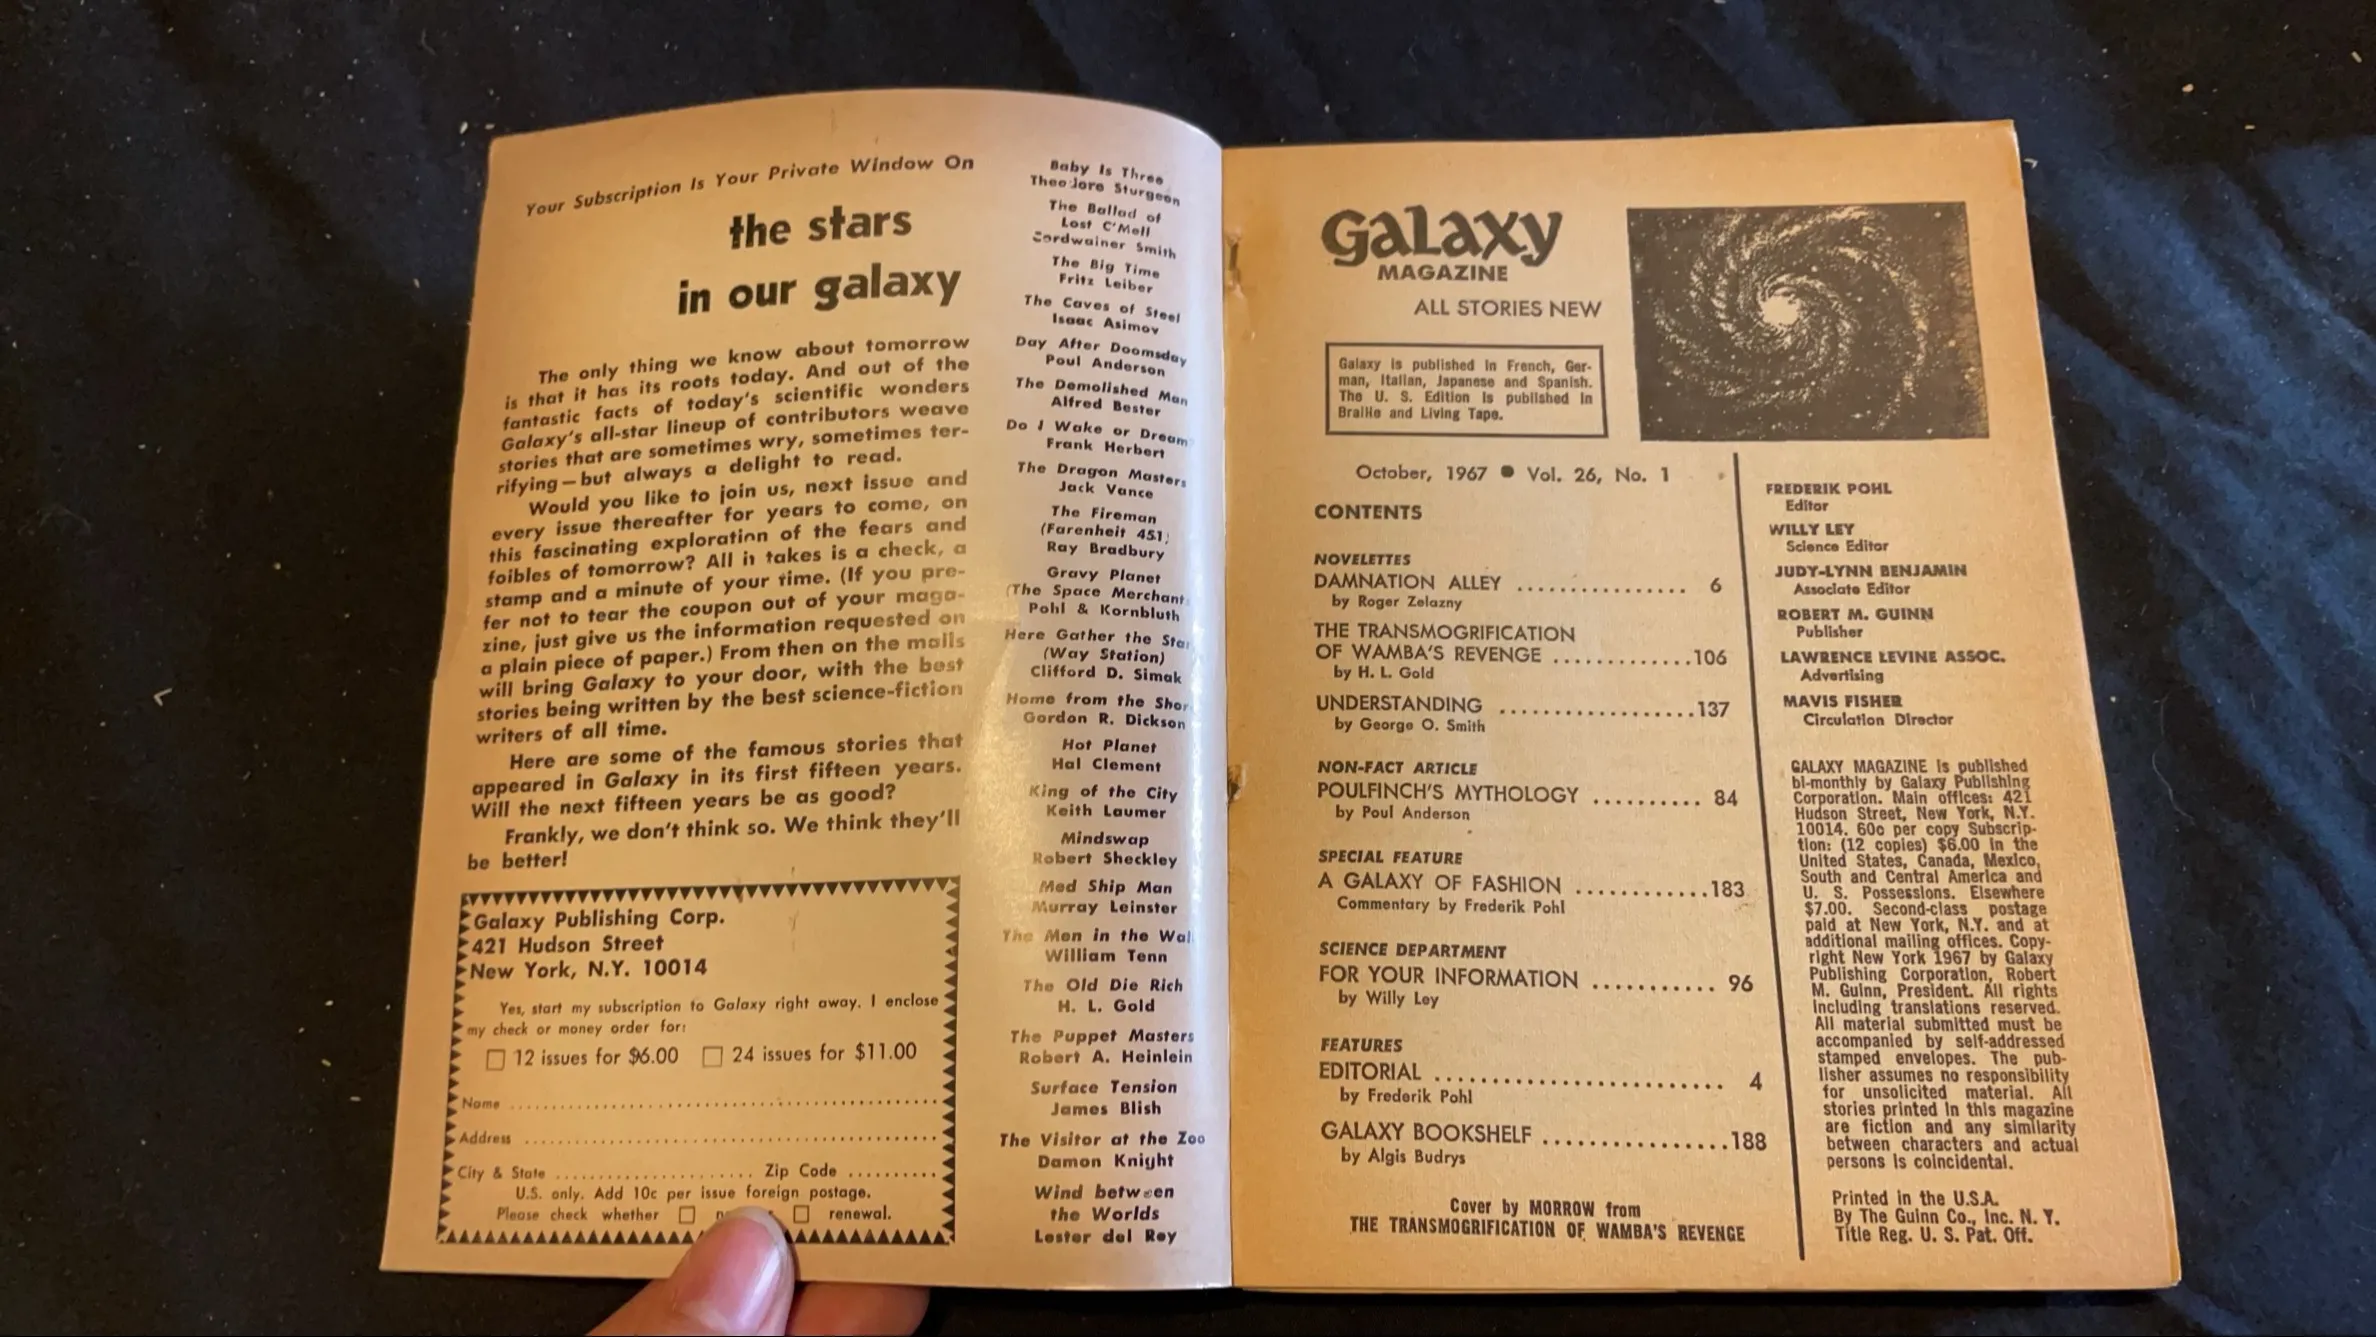 Your Subscription Is Your Private Window On
the stars
in our galaxy
The only thing we know about tomorrow
is that it has its roots today. And out of the
fantastic facts of today's scientific wonders
Galaxy's all-star lineup of contributors weave
stories that are sometimes wry, sometimes ter-
rifying—but always a delight to read.
Would you like to join us, next issue and
every issue thereafter for years to come, on
this fascinating exploration of the fears and
foibles of tomorrow? All it takes is a check, a
stamp and a minute of your time. (If you pre-
fer not to tear the coupon out of your maga-
zine, just give us the information requested on
a plain piece of paper.) From then on the mails
will bring Galaxy to your door, with the best
stories being written by the best science-fiction
writers of all time.
Here are some of the famous stories that
appeared in Galaxy in its first fifteen years.
Will the next fifteen years be as good?
Frankly, we don't think so. We think they'll
be better!
Galaxy Publishing Corp.
421 Hudson Street
New York, N.Y. 10014
Yes, start my subscription to Galaxy right away. I enclose
my check or money order for:
12 issues for $6.00 24 issues for $11.00
Name
Address
City & State Zip Code
U.S. only. Add 10c per issue foreign postage.
Please check whether renewal.
Baby Is Three
Theodore Sturgeon
The Ballad of
Lost C'Mell
Cordwainer Smith
The Big Time
Fritz Leiber
The Caves of Steel
Isaac Asimov
Day After Doomsday
Poul Anderson
The Demolished Man
Alfred Bester
Do I Wake or Dream?
Frank Herbert
The Dragon Masters
Jack Vance
The Fireman
(Farenheit 451)
Ray Bradbury
Gravy Planet
(The Space Merchant
Pohl & Kornbluth
Here Gather the Star
(Way Station)
Clifford D. Simak
Home from the Shor
Gordon R. Dickson
Hot Planet
Hal Clement
King of the City
Keith Laumer
Mindswap
Robert Sheckley
Med Ship Man
Murray Leinster
The Men in the Wal
William Tenn
The Old Die Rich
H. L. Gold
The Puppet Masters
Robert A. Heinlein
Surface Tension
James Blish
The Visitor at the Zoo
Damon Knight
Wind between
the Worlds
Lester del Rey
Galaxy
MAGAZINE
ALL STORIES NEW
Galaxy is published in French, Ger-
man, Italian, Japanese and Spanish.
The U. S. Edition is published in
Braille and Living Tape.
October, 1967 ● Vol. 26, No. 1
CONTENTS
NOVELETTES
DAMNATION ALLEY ................ 6
by Roger Zelazny
THE TRANSMOGRIFICATION
OF WAMBA'S REVENGE .............106
by H. L. Gold
UNDERSTANDING ..................137
by George O. Smith
NON-FACT ARTICLE
POULFINCH'S MYTHOLOGY .......... 84
by Poul Anderson
SPECIAL FEATURE
A GALAXY OF FASHION ............183
Commentary by Frederik Pohl
SCIENCE DEPARTMENT
FOR YOUR INFORMATION ........... 96
by Willy Ley
FEATURES
EDITORIAL ......................... 4
by Frederik Pohl
GALAXY BOOKSHELF ................188
by Algis Budrys
Cover by MORROW from
THE TRANSMOGRIFICATION OF WAMBA'S REVENGE
FREDERIK POHL
Editor
WILLY LEY
Science Editor
JUDY-LYNN BENJAMIN
Associate Editor
ROBERT M. GUINN
Publisher
LAWRENCE LEVINE ASSOC.
Advertising
MAVIS FISHER
Circulation Director
GALAXY MAGAZINE is published
bi-monthly by Galaxy Publishing
Corporation. Main offices: 421
Hudson Street, New York, N.Y.
10014. 60c per copy Subscrip-
tion: (12 copies) $6.00 in the
United States, Canada, Mexico,
South and Central America and
U. S. Possessions. Elsewhere
$7.00. Second-class postage
paid at New York, N.Y. and at
additional mailing offices. Copy-
right New York 1967 by Galaxy
Publishing Corporation, Robert
M. Guinn, President. All rights
including translations reserved.
All material submitted must be
accompanied by self-addressed
stamped envelopes. The pub-
lisher assumes no responsibility
for unsolicited material. All
stories printed in this magazine
are fiction and any similarity
between characters and actual
persons is coincidental.
Printed in the U.S.A.
By The Guinn Co., Inc. N. Y.
Title Reg. U. S. Pat. Off.